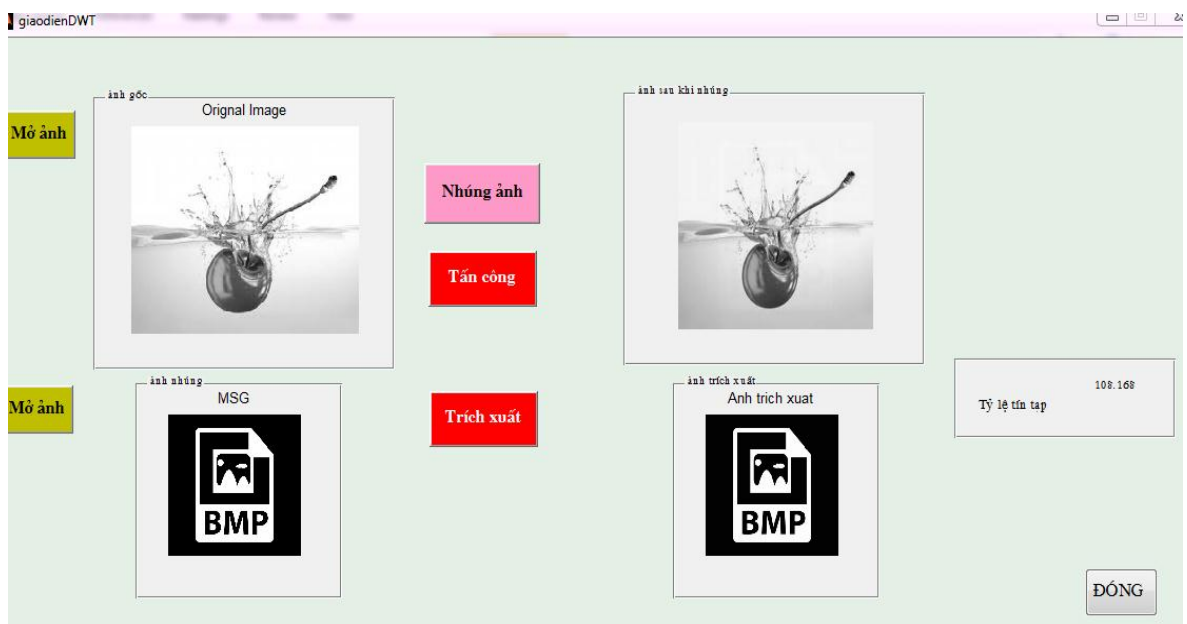 giaodienDWT
ảnh gốc
Orignal Image
Mở ảnh
Nhúng ảnh
Tấn công
ảnh sau khi nhúng
ảnh nhúng
MSG
BMP
Mở ảnh
Trích xuất
ảnh trích xuất
Anh trich xuat
BMP
108.168
Tỷ lệ tín tạp
ĐÓNG